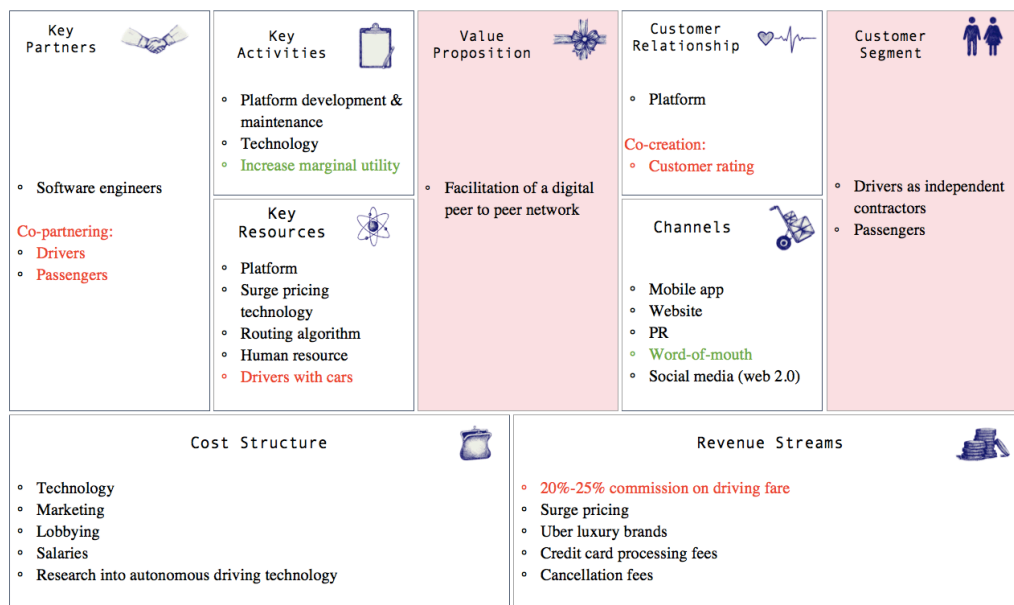 Key
Partners
Software engineers
Co-partnering:
Drivers
Passengers
Key
Activities
Platform development &
maintenance
Technology
Increase marginal utility
Key
Resources
Platform
Surge pricing
technology
Routing algorithm
Human resource
Drivers with cars
Value
Proposition
Facilitation of a digital
peer to peer network
Customer
Relationship
Platform
Co-creation:
Customer rating
Channels
Mobile app
Website
PR
Word-of-mouth
Social media (web 2.0)
Customer
Segment
Drivers as independent
contractors
Passengers
Cost Structure
Technology
Marketing
Lobbying
Salaries
Research into autonomous driving technology
Revenue Streams
20%-25% commission on driving fare
Surge pricing
Uber luxury brands
Credit card processing fees
Cancellation fees